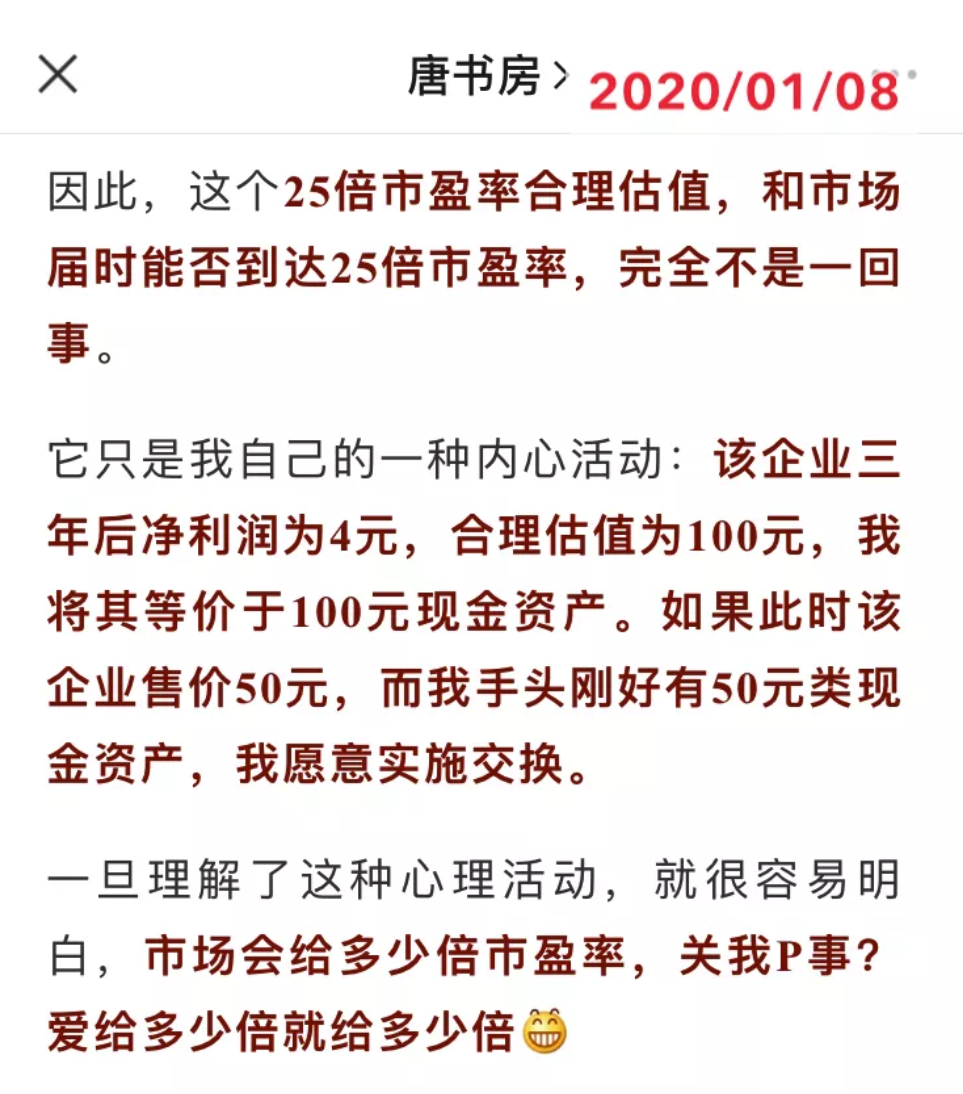 唐书房
2020/01/08
因此，这个25倍市盈率合理估值，和市场
届时能否到达25倍市盈率，完全不是一回
事。
它只是我自己的一种内心活动：该企业三
年后净利润为4元，合理估值为100元，我
将其等价于100元现金资产。如果此时该
企业售价50元，而我手头刚好有50元类现
金资产，我愿意实施交换。
一旦理解了这种心理活动，就很容易明
白，市场会给多少倍市盈率，关我P事？
爱给多少倍就给多少倍😁